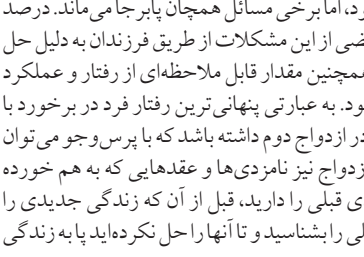 د، اما برخی مسائل همچنان پابرجا می‌ماند. درصد
ضی از این مشکلات از طریق فرزندان به دلیل حل
همچنین مقدار قابل ملاحظه‌ای از رفتار و عملکرد
ود. به عبارتی پنهانی‌ترین رفتار فرد در برخورد با
در ازدواج دوم داشته باشد که با پرس‌وجو می‌توان
زدواج نیز نامزدی‌ها و عقدهایی که به هم خورده
ی قبلی را دارید، قبل از آن که زندگی جدیدی را
لی را بشناسید و تا آنها را حل نکرده‌اید پا به زندگی